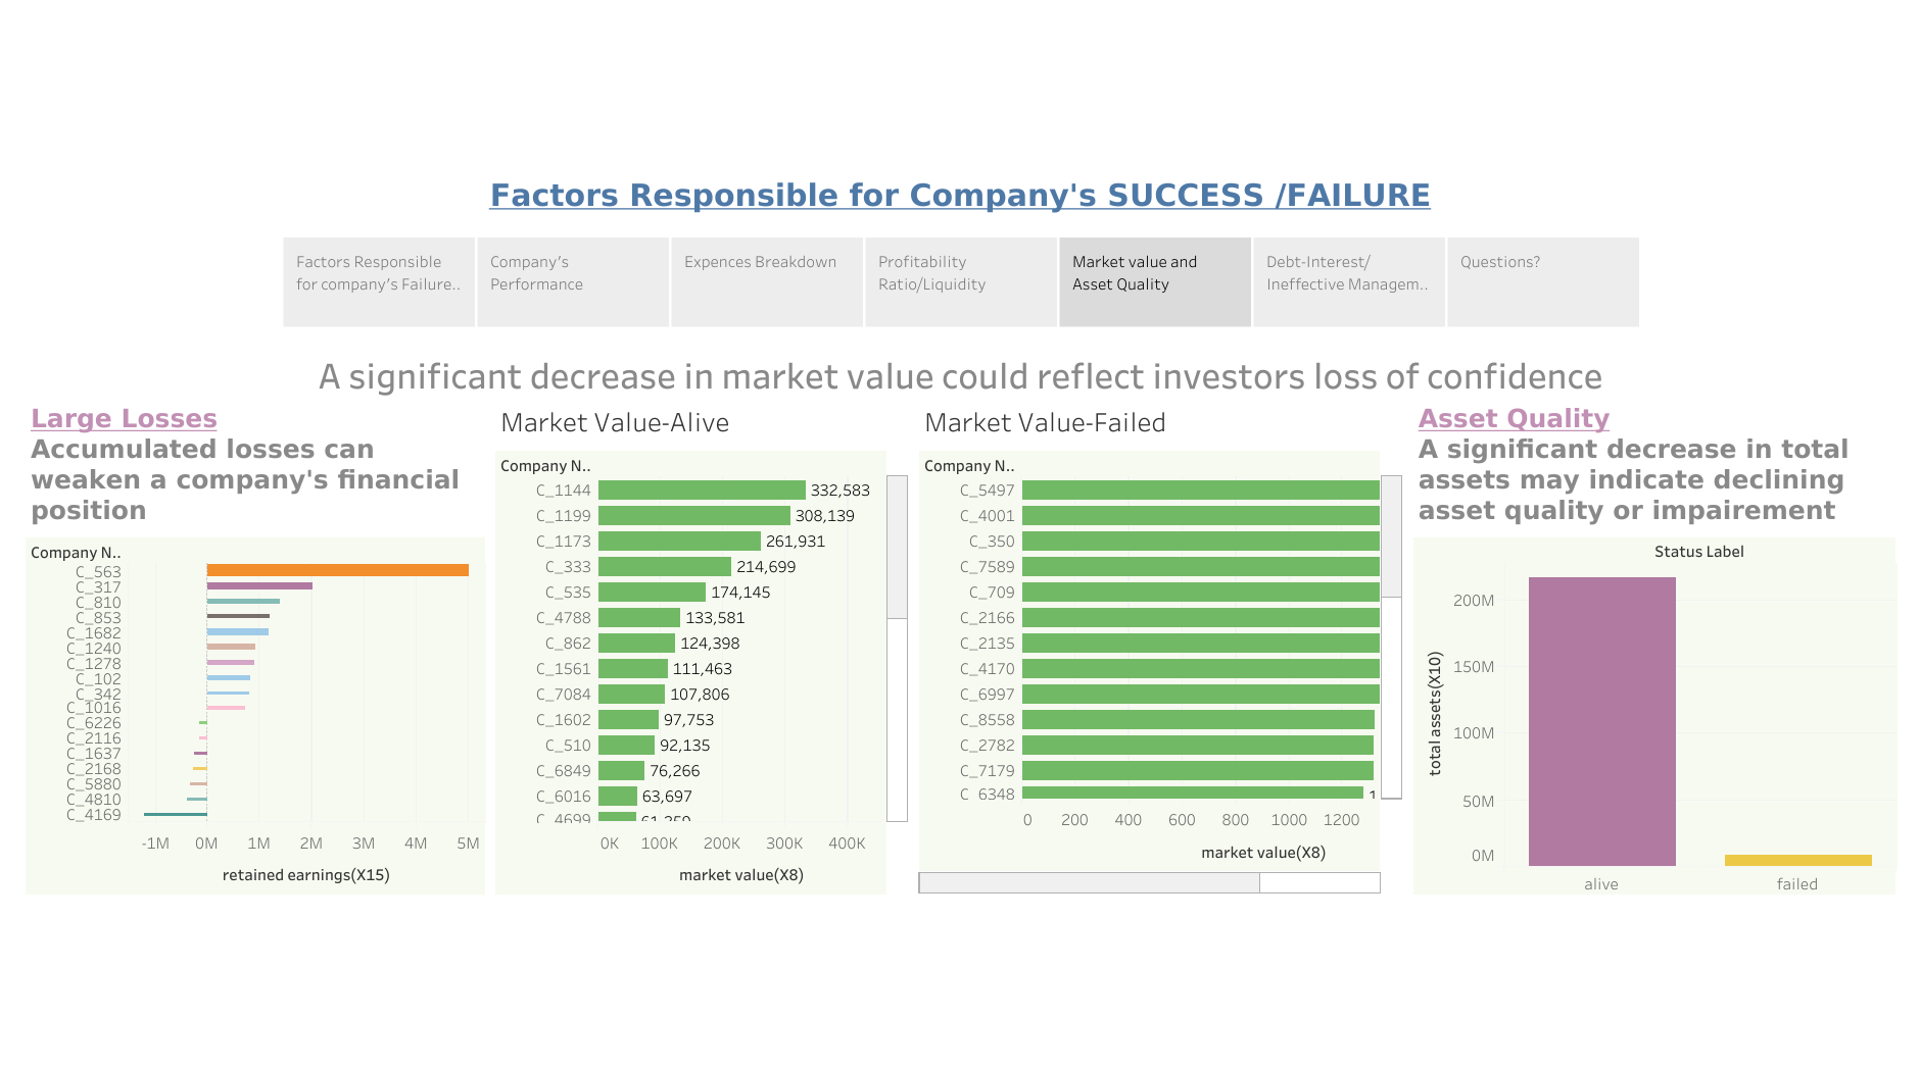 Factors Responsible for Company's SUCCESS /FAILURE
Factors Responsible
for company's Failure..
Company's
Performance
Expences Breakdown
Profitability
Ratio/Liquidity
Market value and
Asset Quality
Debt-Interest/
Ineffective Managem..
Questions?
A significant decrease in market value could reflect investors loss of confidence
Large Losses
Accumulated losses can
weaken a company's financial
position
Company N..
C_563
C_317
C_810
C_853
C_1682
C_1240
C_1278
C_102
C_342
C_1016
C_6226
C_2116
C_1637
C_2168
C_5880
C_4810
C_4169
-1M 0M 1M 2M 3M 4M 5M
retained earnings(X15)
Market Value-Alive
Company N..
C_1144 332,583
C_1199 308,139
C_1173 261,931
C_333 214,699
C_535 174,145
C_4788 133,581
C_862 124,398
C_1561 111,463
C_7084 107,806
C_1602 97,753
C_510 92,135
C_6849 76,266
C_6016 63,697
C_4699
0K 100K 200K 300K 400K
market value(X8)
Market Value-Failed
Company N..
C_5497
C_4001
C_350
C_7589
C_709
C_2166
C_2135
C_4170
C_6997
C_8558
C_2782
C_7179
C_6348 1
0 200 400 600 800 1000 1200
market value(X8)
Asset Quality
A significant decrease in total
assets may indicate declining
asset quality or impairement
Status Label
total assets(X10)
200M
150M
100M
50M
0M
alive failed